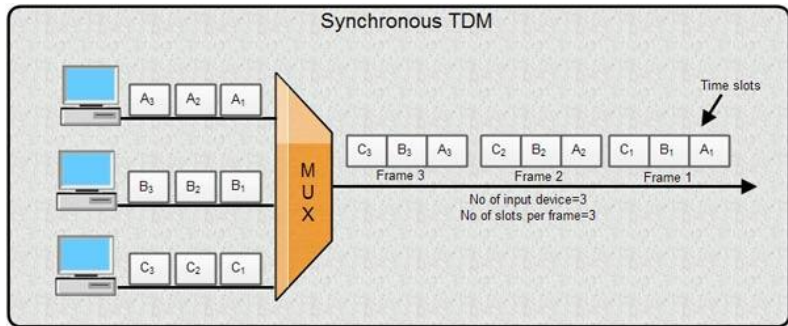 Synchronous TDM
A₃ A₂ A₁
B₃ B₂ B₁
C₃ C₂ C₁
M
U
X
Time slots
C₃ B₃ A₃ C₂ B₂ A₂ C₁ B₁ A₁
Frame 3 Frame 2 Frame 1
No of input device=3
No of slots per frame=3